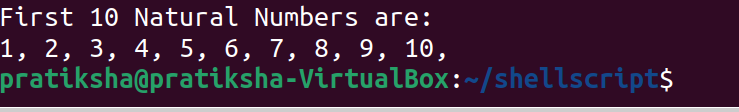 First 10 Natural Numbers are:
1, 2, 3, 4, 5, 6, 7, 8, 9, 10,
pratiksha@pratiksha-VirtualBox:~/shellscript$